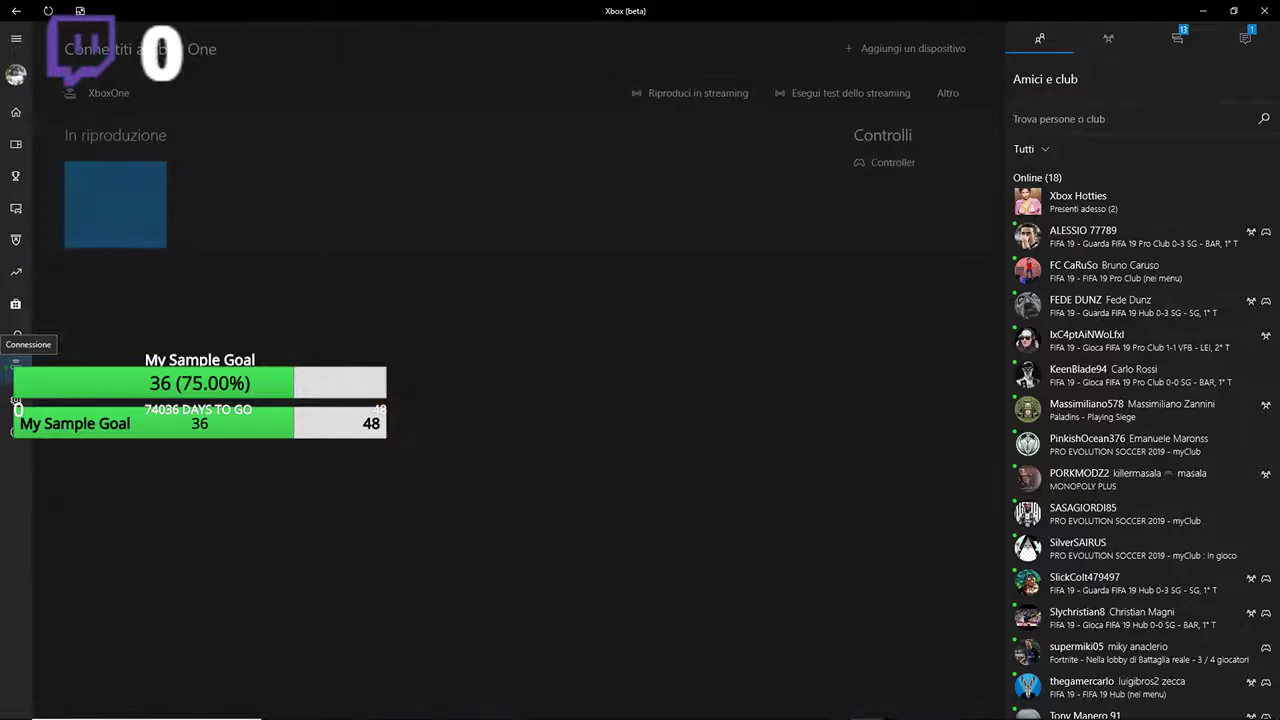 Xbox (beta)
Connettiti a One
0
XboxOne
Aggiungi un dispositivo
Riproduci in streaming
Esegui test dello streaming
Altro
In riproduzione
Controlli
Controller
Connessione
My Sample Goal
36 (75.00%)
0
74036 DAYS TO GO
48
My Sample Goal
36
48
13
1
Amici e club
Trova persone o club
Tutti
Online (18)
Xbox Hotties
Presenti adesso (2)
ALESSIO 77789
FIFA 19 - Guarda FIFA 19 Pro Club 0-3 SG - BAR, 1° T
FC CaRuSo Bruno Caruso
FIFA 19 - FIFA 19 Pro Club (nei menu)
FEDE DUNZ Fede Dunz
FIFA 19 - Guarda FIFA 19 Hub 0-3 SG - SG, 1° T
IxC4ptAiNWoLfxI
FIFA 19 - Gioca FIFA 19 Pro Club 1-1 VFB - LEI, 2° T
KeenBlade94 Carlo Rossi
FIFA 19 - Gioca FIFA 19 Pro Club 0-0 SG - BAR, 1° T
Massimiliano578 Massimiliano Zannini
Paladins - Playing Siege
PinkishOcean376 Emanuele Maronss
PRO EVOLUTION SOCCER 2019 - myClub
PORKMODZ2 killermasala 🎮 masala
MONOPOLY PLUS
SASAGIORDI85
PRO EVOLUTION SOCCER 2019 - myClub
SilverSAIRUS
PRO EVOLUTION SOCCER 2019 - myClub : In gioco
SlickColt479497
FIFA 19 - Guarda FIFA 19 Hub 0-3 SG - SG, 1° T
Slychristian8 Christian Magni
FIFA 19 - Gioca FIFA 19 Hub 0-0 SG - BAR, 1° T
supermiki05 miky anaclerio
Fortnite - Nella lobby di Battaglia reale - 3 / 4 giocatori
thegamercarlo luigibros2 zecca
FIFA 19 - FIFA 19 Hub (nei menu)
Tony Manero 91